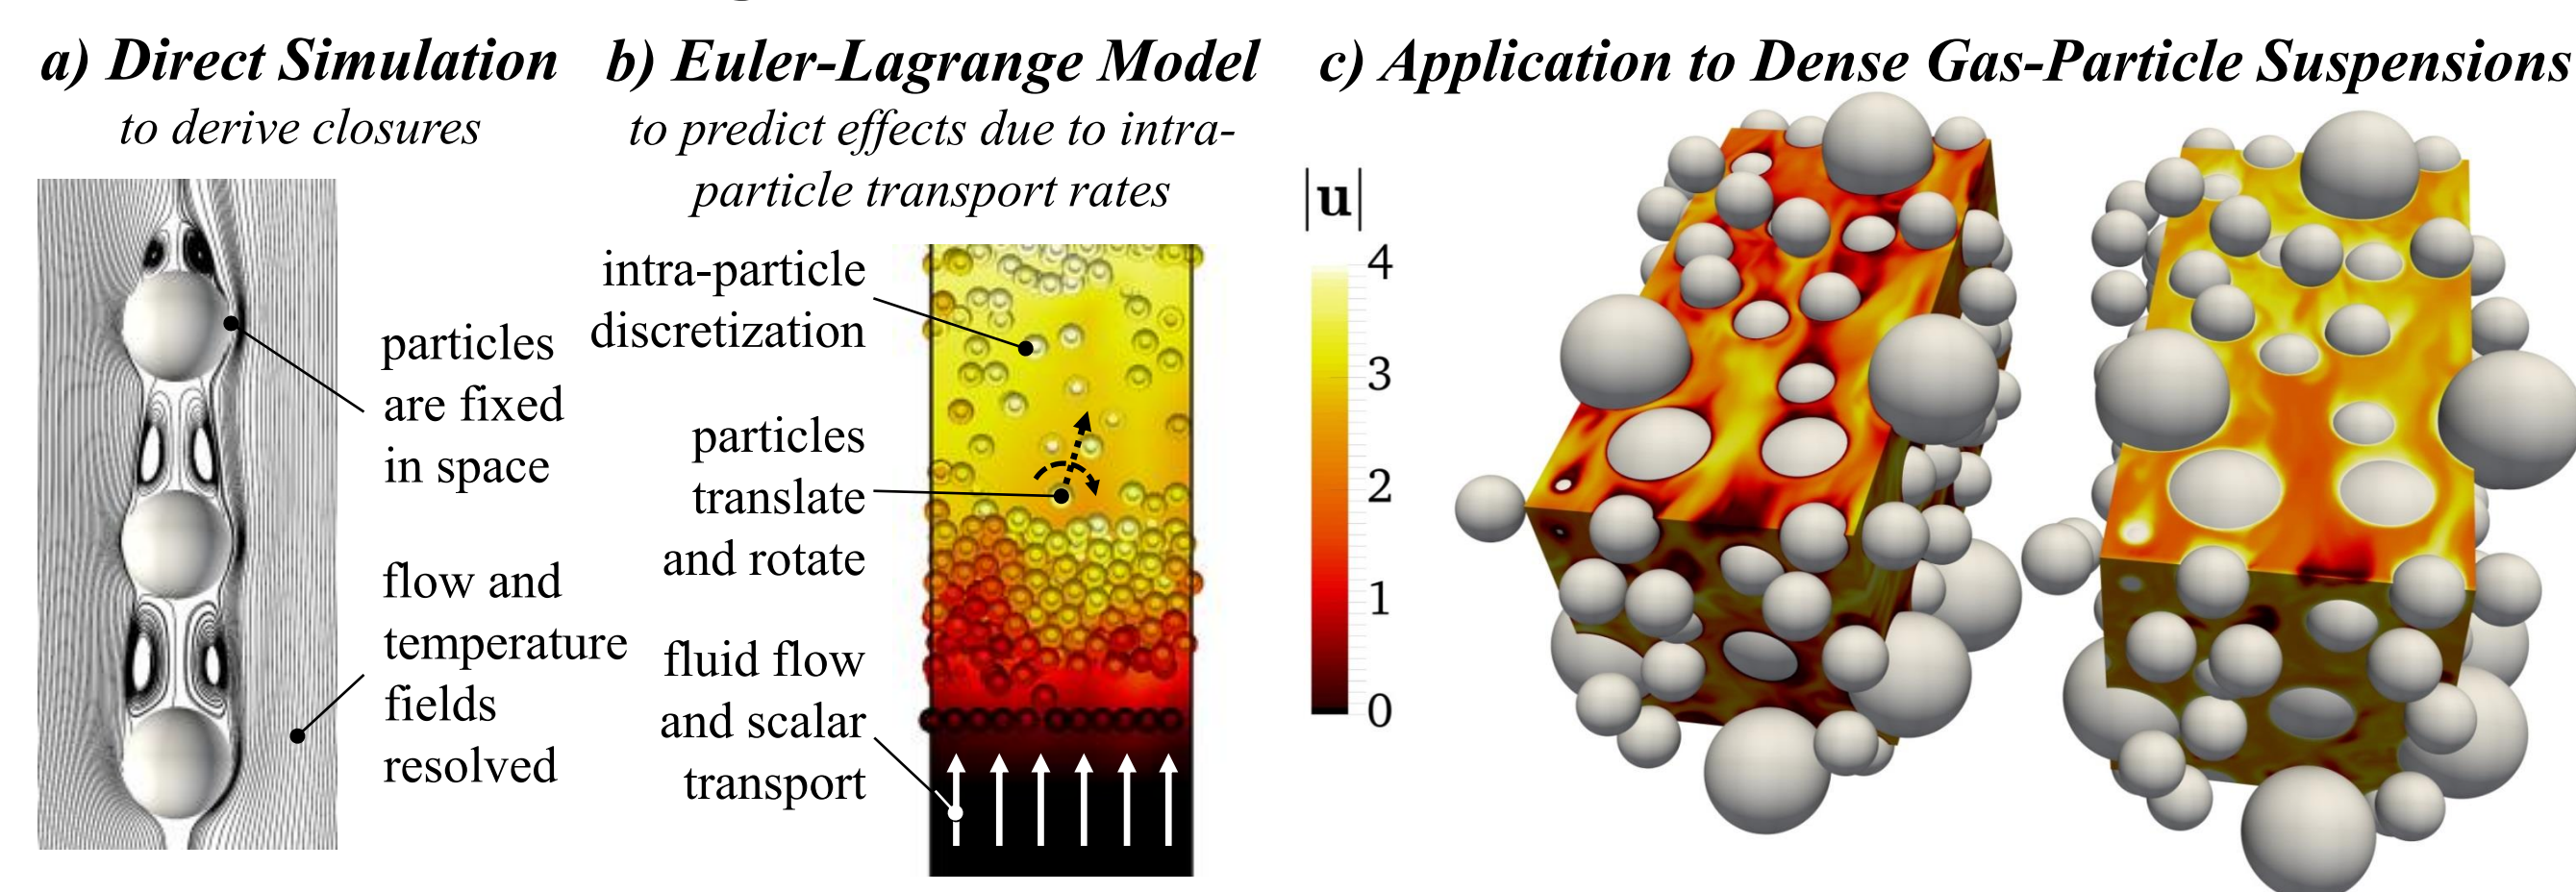 a) Direct Simulation
to derive closures
particles
are fixed
in space
flow and
temperature
fields
resolved
b) Euler-Lagrange Model
to predict effects due to intra-
particle transport rates
intra-particle
discretization
particles
translate
and rotate
fluid flow
and scalar
transport
c) Application to Dense Gas-Particle Suspensions
|u|
4
3
2
1
0